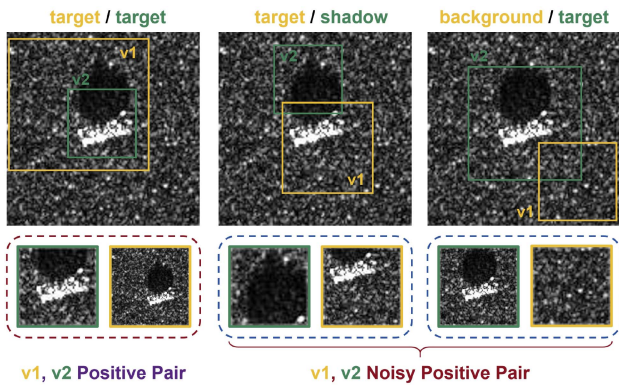 target / target
target / shadow
background / target
v1
v2
v2
v1
v2
v1
v1, v2 Positive Pair
v1, v2 Noisy Positive Pair